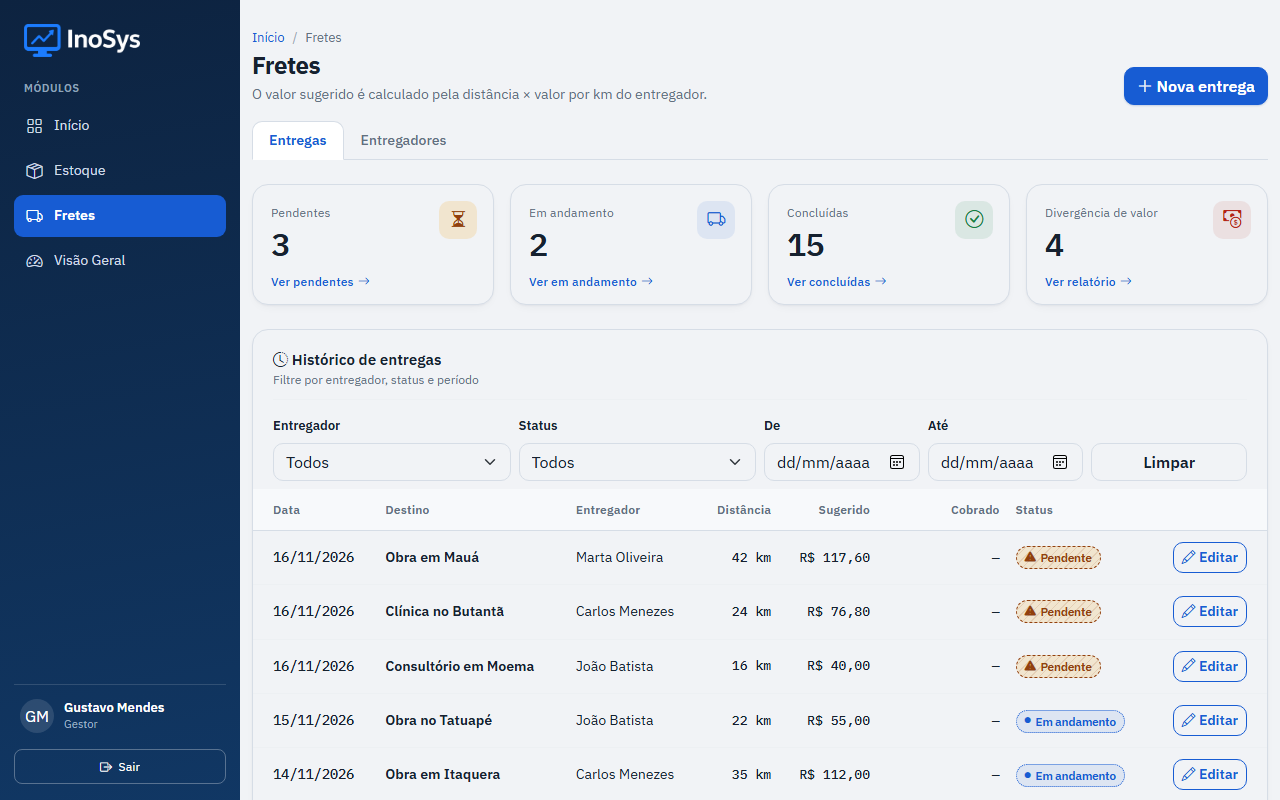 InoSys
MÓDULOS
Início
Estoque
Fretes
Visão Geral
GM
Gustavo Mendes
Gestor
Sair
Início / Fretes
Fretes
O valor sugerido é calculado pela distância × valor por km do entregador.
+ Nova entrega
Entregas Entregadores
Pendentes
3
Ver pendentes →
Em andamento
2
Ver em andamento →
Concluídas
15
Ver concluídas →
Divergência de valor
4
Ver relatório →
Histórico de entregas
Filtre por entregador, status e período
Entregador Status De Até
Todos Todos dd/mm/aaaa dd/mm/aaaa Limpar
Data Destino Entregador Distância Sugerido Cobrado Status
16/11/2026 Obra em Mauá Marta Oliveira 42 km R$ 117,60 — Pendente Editar
16/11/2026 Clínica no Butantã Carlos Menezes 24 km R$ 76,80 — Pendente Editar
16/11/2026 Consultório em Moema João Batista 16 km R$ 40,00 — Pendente Editar
15/11/2026 Obra no Tatuapé João Batista 22 km R$ 55,00 — Em andamento Editar
14/11/2026 Obra em Itaquera Carlos Menezes 35 km R$ 112,00 — Em andamento Editar